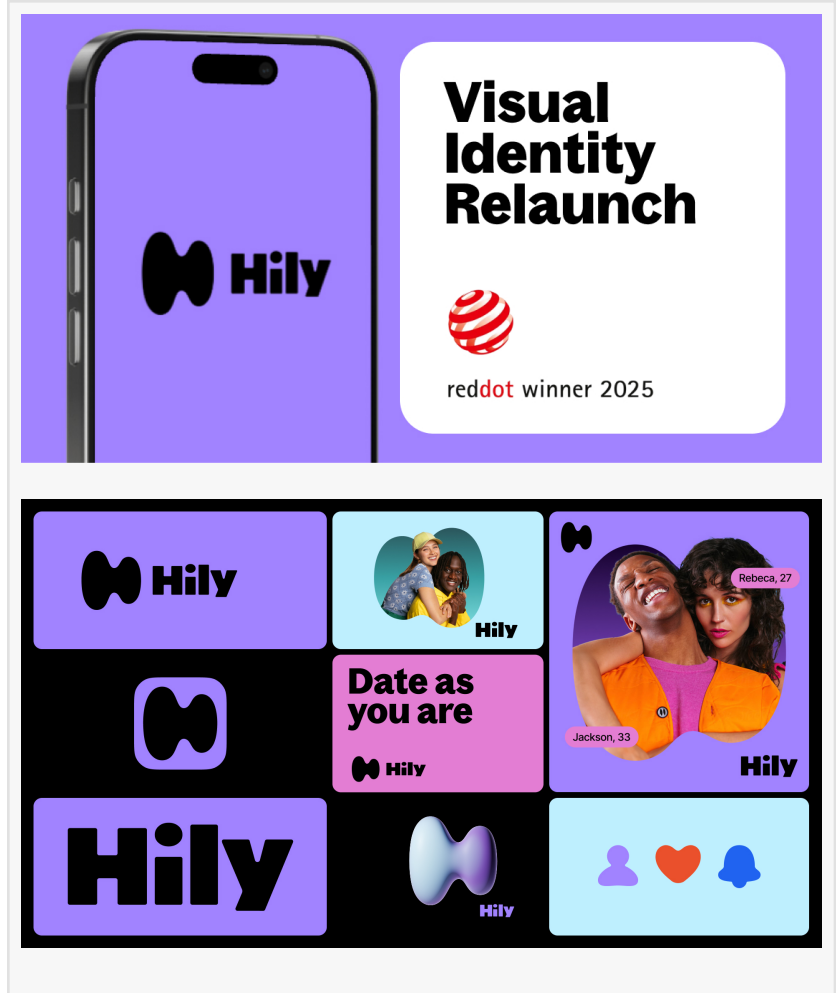 Hily
Visual
Identity
Relaunch
reddot winner 2025
Hily
Hily
Rebeca, 27
Jackson, 33
Hily
Date as
you are
Hily
Hily
Hily